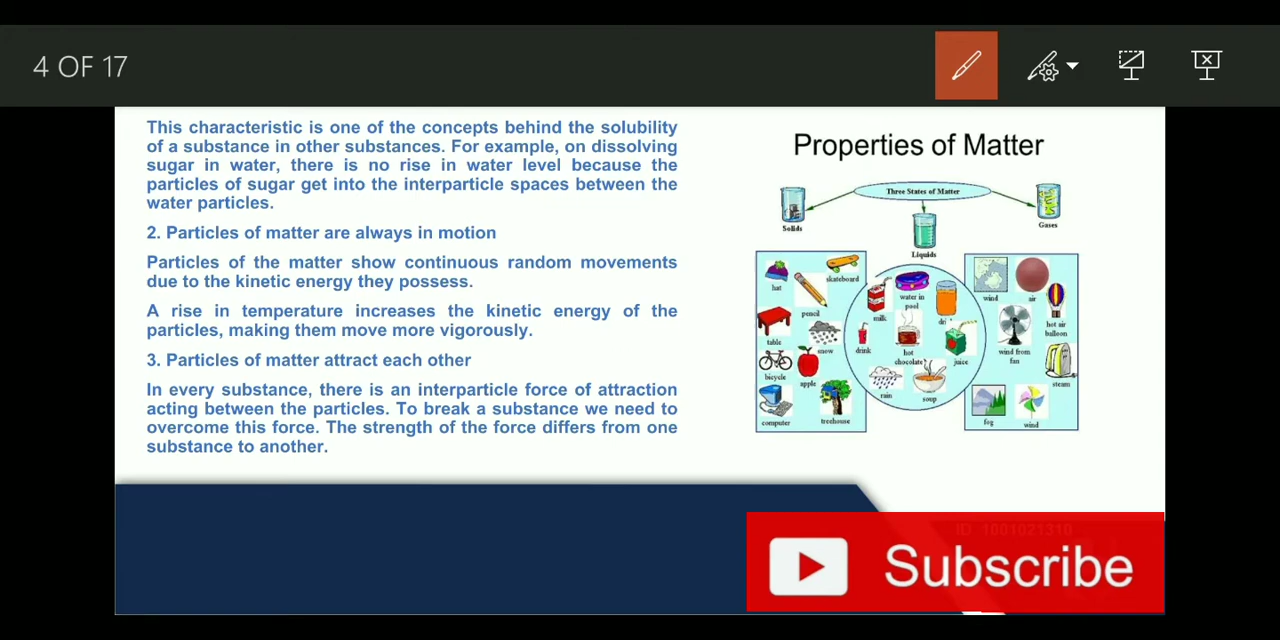 4 OF 17
This characteristic is one of the concepts behind the solubility
of a substance in other substances. For example, on dissolving
sugar in water, there is no rise in water level because the
particles of sugar get into the interparticle spaces between the
water particles.
2. Particles of matter are always in motion
Particles of the matter show continuous random movements
due to the kinetic energy they possess.
A rise in temperature increases the kinetic energy of the
particles, making them move more vigorously.
3. Particles of matter attract each other
In every substance, there is an interparticle force of attraction
acting between the particles. To break a substance we need to
overcome this force. The strength of the force differs from one
substance to another.
Properties of Matter
Three States of Matter
Solids
Liquids
Gases
hat
skateboard
pencil
table
snow
bicycle
apple
computer
treehouse
milk
water in
pool
drink
hot
chocolate
juice
rain
soup
wind
air
hot air
balloon
wind from
fan
steam
fog
wind
ID 1001021310
Subscribe